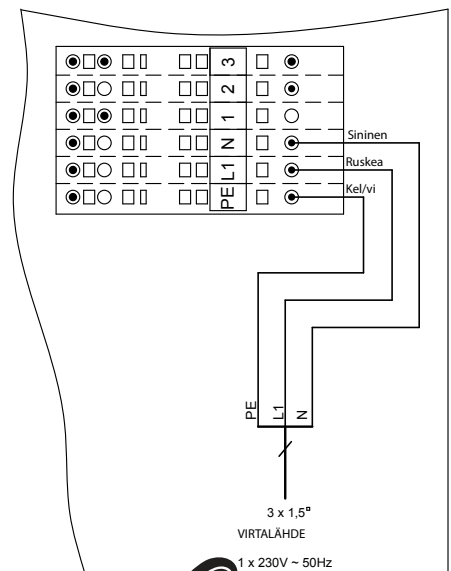 3
2
1
N
L1
PE
Sininen
Ruskea
Kel/vi
PE
L1
N
3 x 1,5¤
VIRTALÄHDE
1 x 230V ~ 50Hz